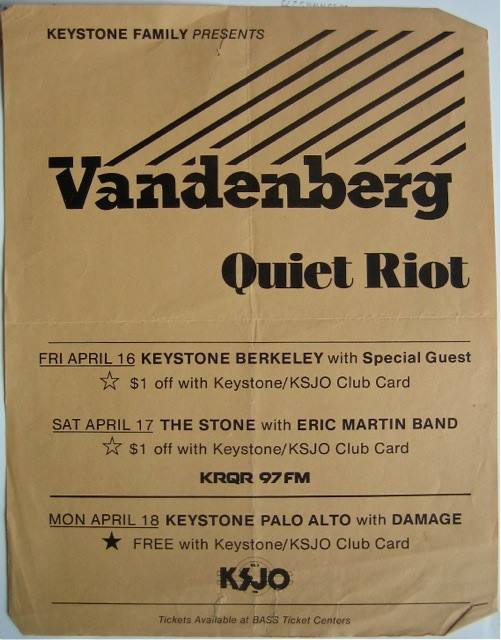 KEYSTONE FAMILY PRESENTS
Vandenberg
Quiet Riot
FRI APRIL 16 KEYSTONE BERKELEY with Special Guest
☆ $1 off with Keystone/KSJO Club Card
SAT APRIL 17 THE STONE with ERIC MARTIN BAND
☆ $1 off with Keystone/KSJO Club Card
KRQR 97FM
MON APRIL 18 KEYSTONE PALO ALTO with DAMAGE
★ FREE with Keystone/KSJO Club Card
KSJO
Tickets Available at BASS Ticket Centers